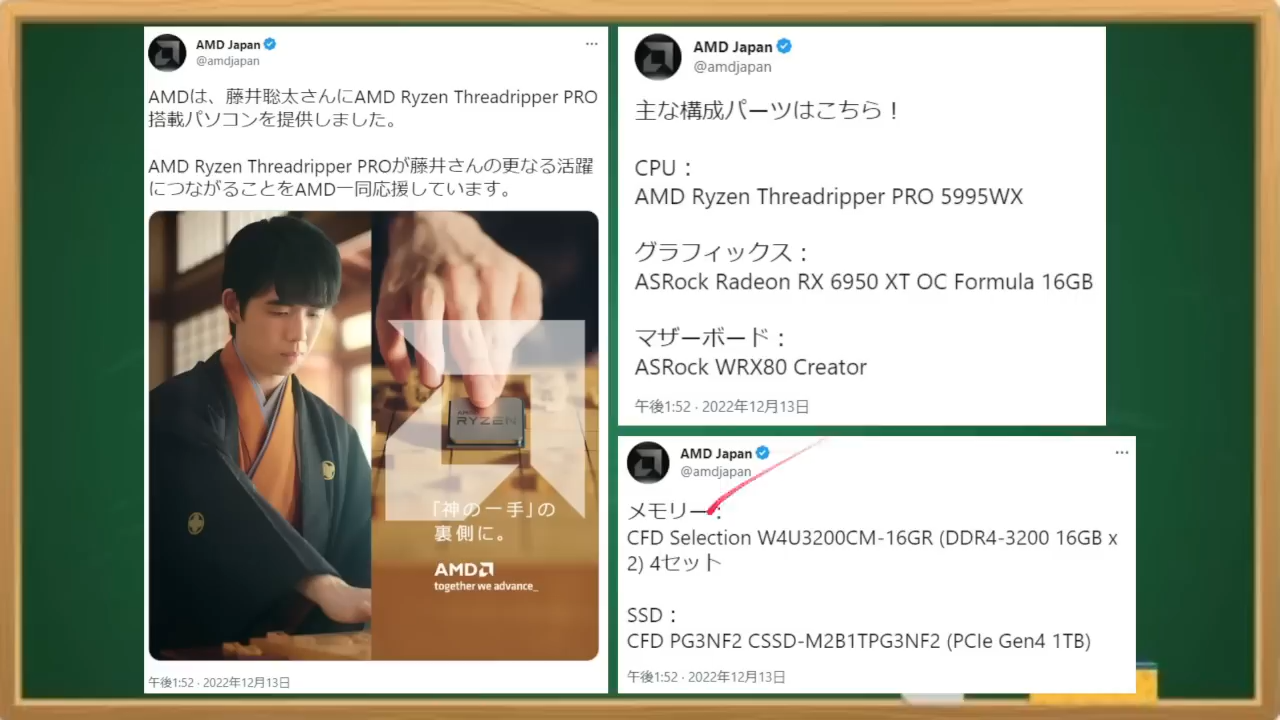 AMD Japan
@amdjapan
AMDは、藤井聡太さんにAMD Ryzen Threadripper PRO
搭載パソコンを提供しました。
AMD Ryzen Threadripper PROが藤井さんの更なる活躍
につながることをAMD一同応援しています。
AMD
RYZEN
「神の一手」の
裏側に。
AMD
together we advance_
午後1:52 · 2022年12月13日
AMD Japan
@amdjapan
主な構成パーツはこちら！
CPU：
AMD Ryzen Threadripper PRO 5995WX
グラフィックス：
ASRock Radeon RX 6950 XT OC Formula 16GB
マザーボード：
ASRock WRX80 Creator
午後1:52 · 2022年12月13日
AMD Japan
@amdjapan
メモリー：
CFD Selection W4U3200CM-16GR (DDR4-3200 16GB x
2) 4セット
SSD：
CFD PG3NF2 CSSD-M2B1TPG3NF2 (PCIe Gen4 1TB)
午後1:52 · 2022年12月13日